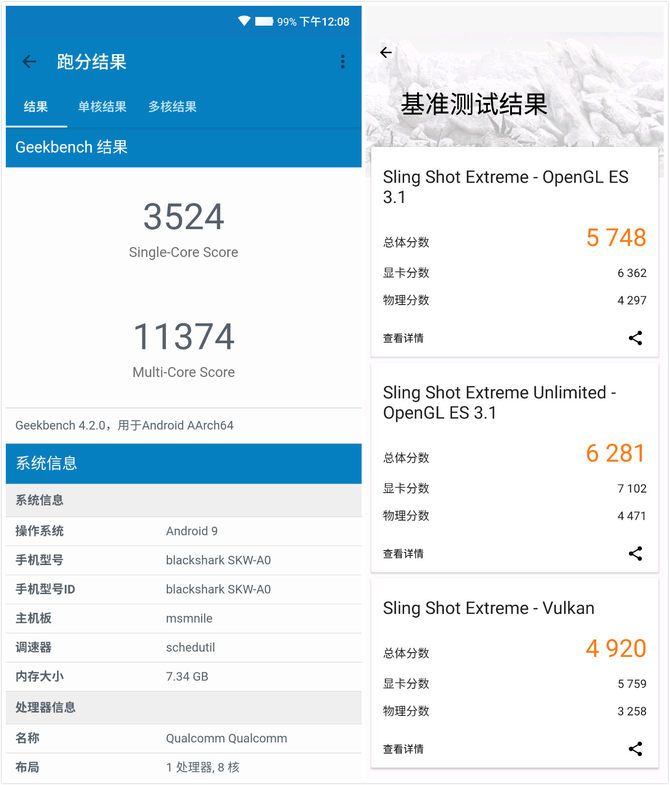 99% 下午12:08
跑分结果
结果 单核结果 多核结果
Geekbench 结果
3524
Single-Core Score
11374
Multi-Core Score
Geekbench 4.2.0，用于Android AArch64
系统信息
系统信息
操作系统 Android 9
手机型号 blackshark SKW-A0
手机型号ID blackshark SKW-A0
主机板 msmnile
调速器 schedutil
内存大小 7.34 GB
处理器信息
名称 Qualcomm Qualcomm
布局 1 处理器, 8 核
基准测试结果
Sling Shot Extreme - OpenGL ES
3.1
总体分数 5 748
显卡分数 6 362
物理分数 4 297
查看详情
Sling Shot Extreme Unlimited -
OpenGL ES 3.1
总体分数 6 281
显卡分数 7 102
物理分数 4 471
查看详情
Sling Shot Extreme - Vulkan
总体分数 4 920
显卡分数 5 759
物理分数 3 258
查看详情